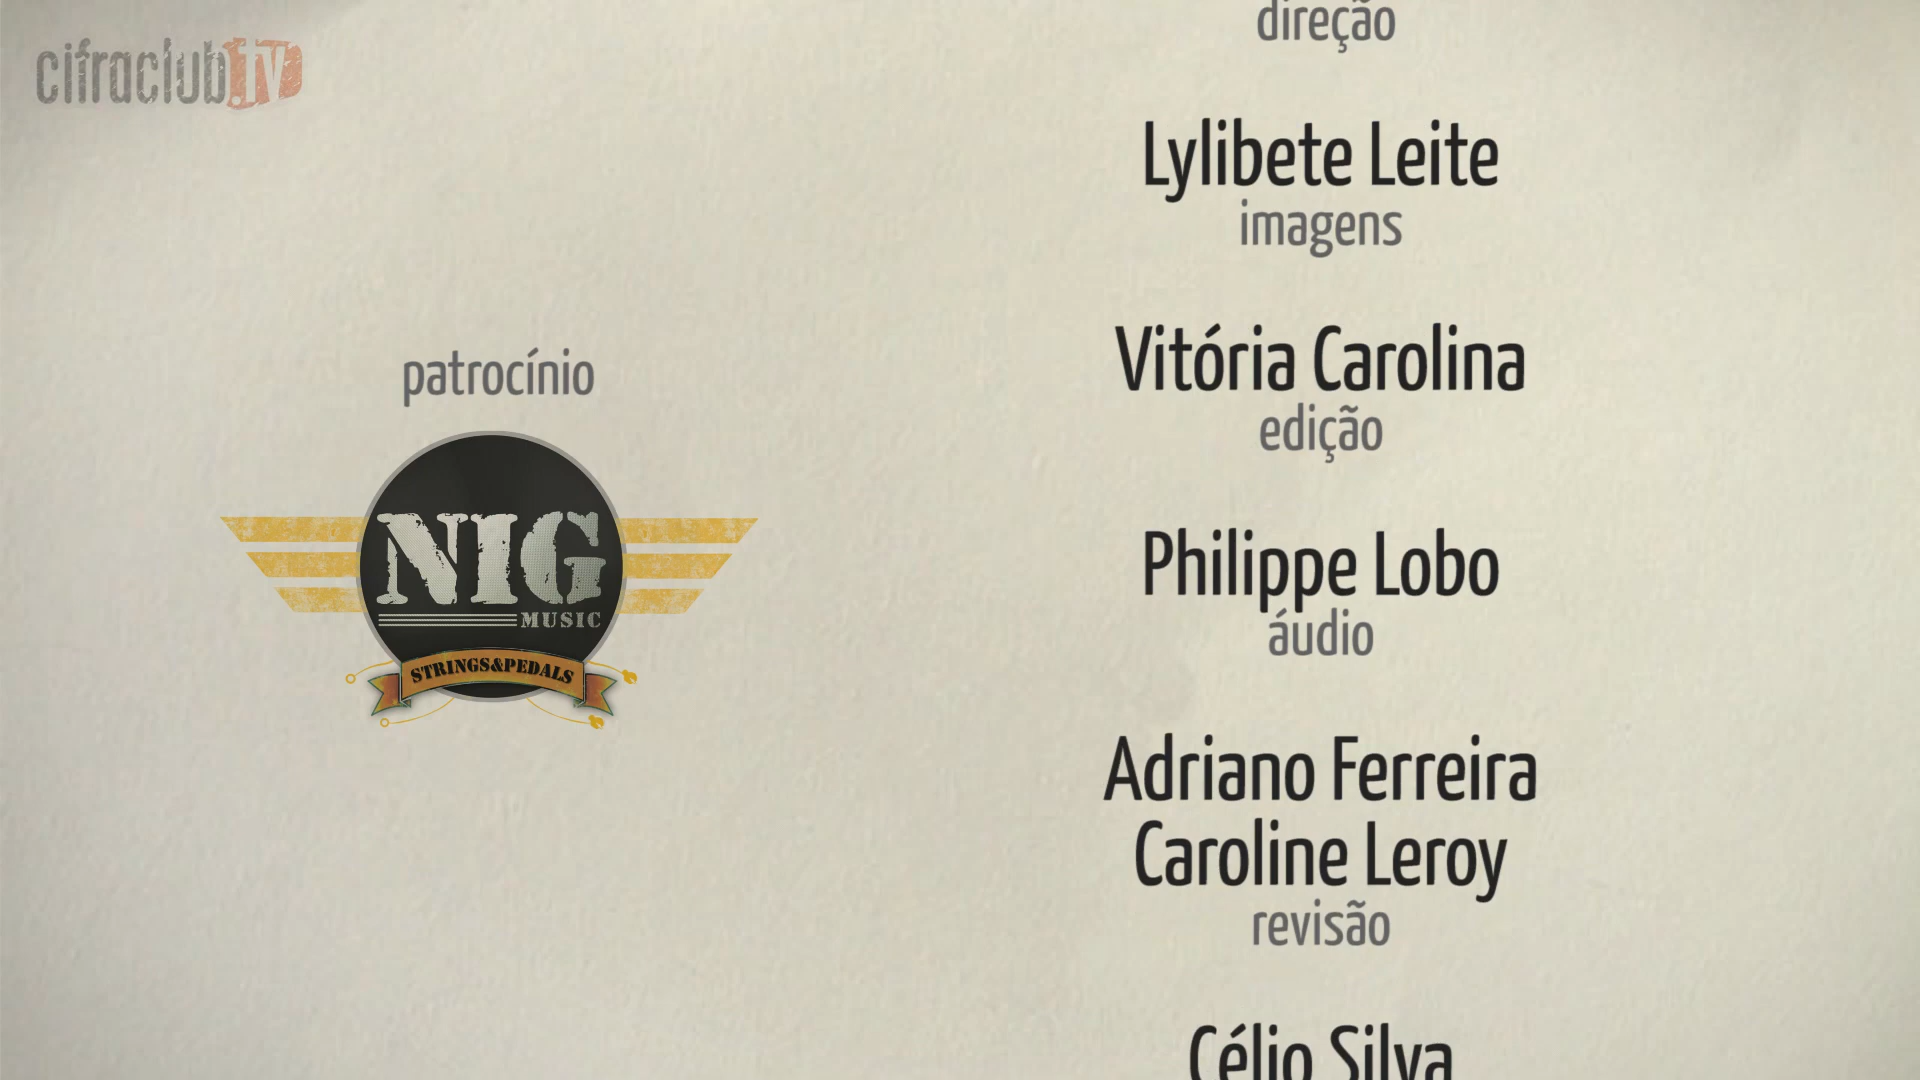 cifraclub.tv
patrocínio
NIG
MUSIC
STRINGS&PEDALS
direção
Lylibete Leite
imagens
Vitória Carolina
edição
Philippe Lobo
áudio
Adriano Ferreira
Caroline Leroy
revisão
Célio Silva